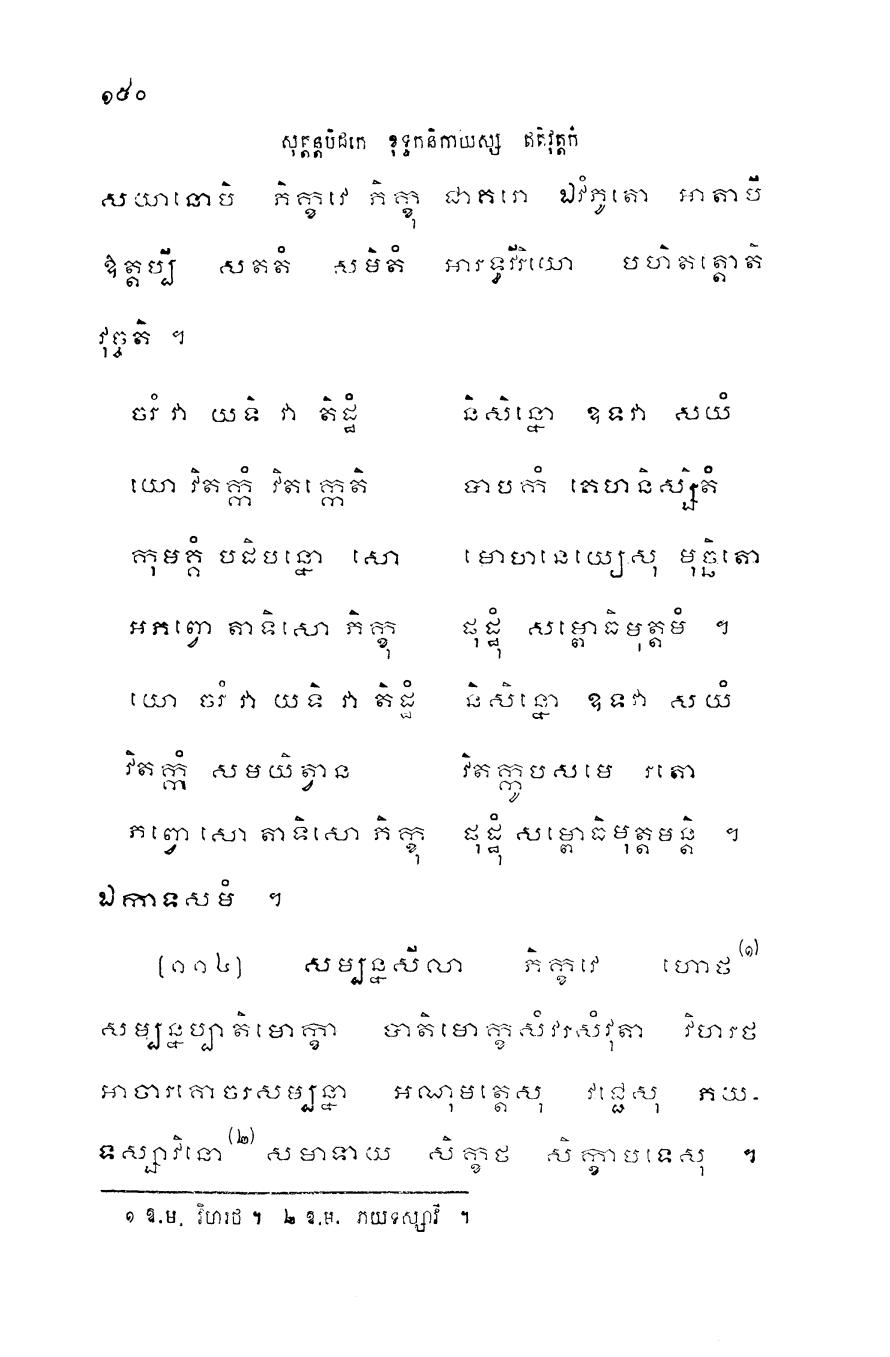 ១៩០
សុត្តន្តបិដកេ ខុទ្ទកនិកាយស្ស ឥតិវុត្តកំ
សយានោបិ ភិក្ខវេ ភិក្ខុ ជាគរោ ឯវំភូតោ អាតាបី
ឱត្តប្បី សតតំ សមិតំ អារទ្ធវីរិយោ បហិតត្តោតិ
វុច្ចតិ ។
ចរំ វា យទិ វា តិដ្ឋំ និសិន្នោ ឧទវា សយំ
យោ វិតក្កំ វិតក្កេតិ បាបកំ គេហនិស្សិតំ
កុមគ្គំ បដិបន្នោ សោ មោហនេយ្យេសុ មុច្ឆិតោ
អភព្វោ តាទិសោ ភិក្ខុ ផុដ្ឋុំ សម្ពោធិមុត្តមំ ។
យោ ចរំ វា យទិ វា តិដ្ឋំ និសិន្នោ ឧទវា សយំ
វិតក្កំ សមយិត្វាន វិតក្កូបសមេ រតោ
ភព្វោ សោ តាទិសោ ភិក្ខុ ផុដ្ឋុំ សម្ពោធិមុត្តមន្តិ ។
ឯកាទសមំ ។
[១១៤] សម្បន្នសីលា ភិក្ខវេ ហោថ(១)
សម្បន្នប្បាតិមោក្ខា បាតិមោក្ខសំវរសំវុតា វិហរថ
អាចារគោចរសម្បន្នា អណុមត្តេសុ វជ្ជេសុ ភយ-
ទស្សាវិនោ(២) សមាទាយ សិក្ខថ សិក្ខាបទេសុ ។
១ ឱ.ម. វិហរថ ។ ២ ឱ.ម. ភយទស្សាវី ។